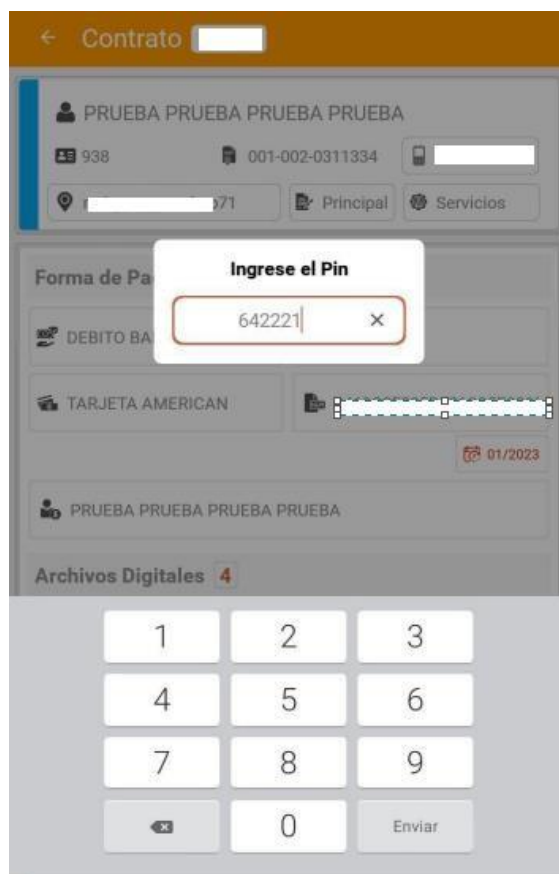 Contrato
PRUEBA PRUEBA PRUEBA PRUEBA
938 001-002-0311334
p71 Principal Servicios
Ingrese el Pin
Forma de Pa
642221
DEBITO BA
TARJETA AMERICAN
01/2023
PRUEBA PRUEBA PRUEBA PRUEBA
Archivos Digitales 4
1 2 3
4 5 6
7 8 9
0 Enviar